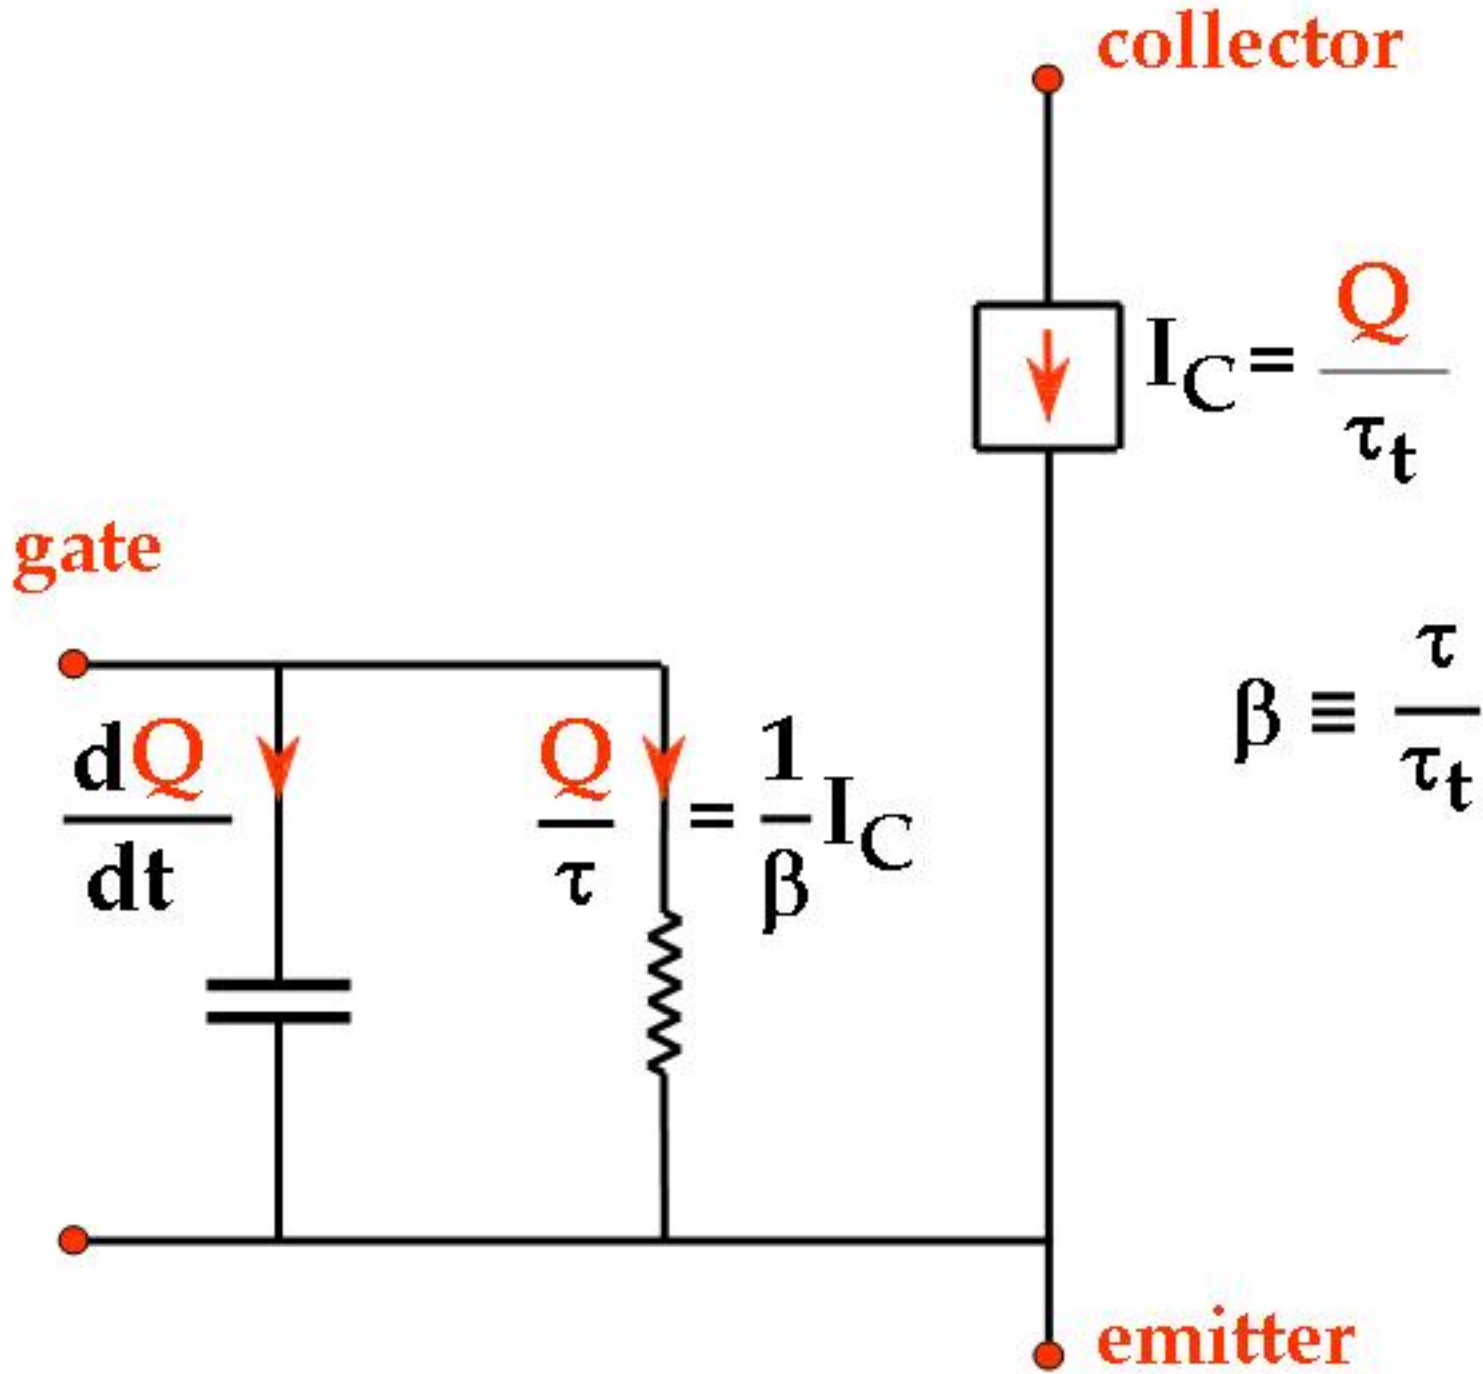 collector
I_C = Q / τ_t
gate
β ≡ τ / τ_t
dQ / dt
Q / τ = 1 / β I_C
emitter